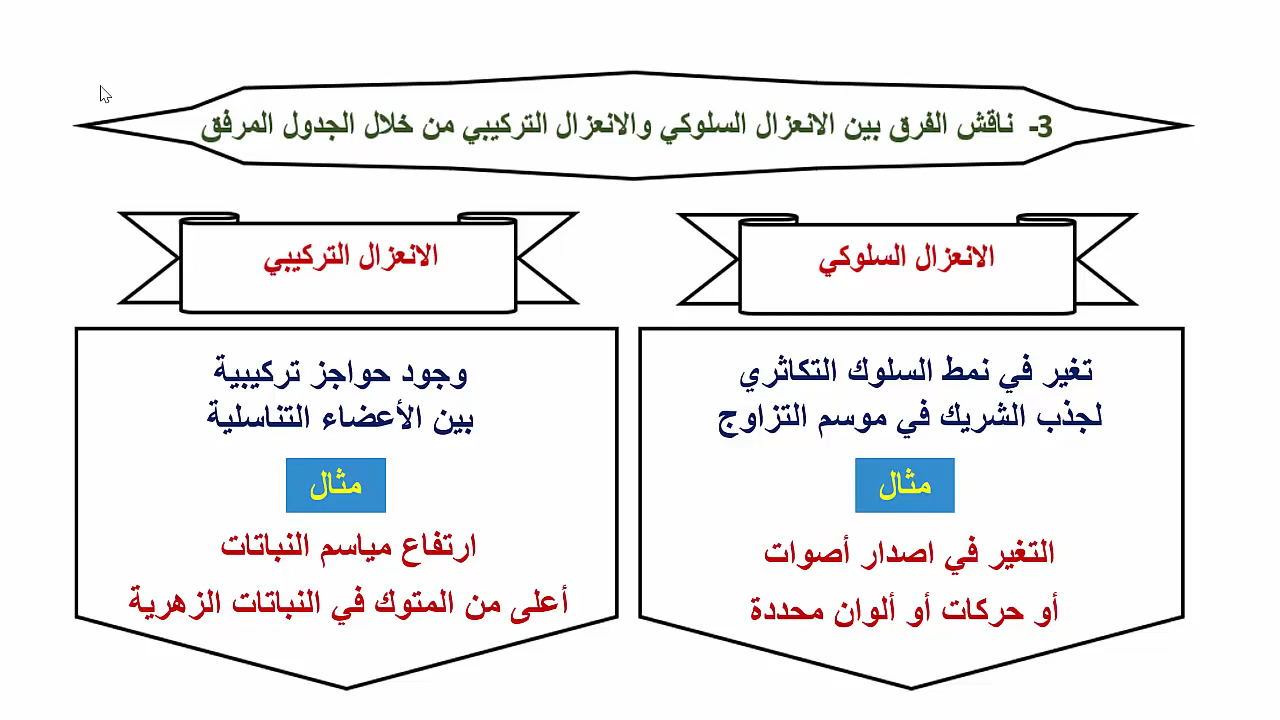 3- ناقش الفرق بين الانعزال السلوكي والانعزال التركيبي من خلال الجدول المرفق
الانعزال السلوكي
تغير في نمط السلوك التكاثري
لجذب الشريك في موسم التزاوج
مثال
التغير في اصدار أصوات
أو حركات أو ألوان محددة
الانعزال التركيبي
وجود حواجز تركيبية
بين الأعضاء التناسلية
مثال
ارتفاع مياسم النباتات
أعلى من المتوك في النباتات الزهرية